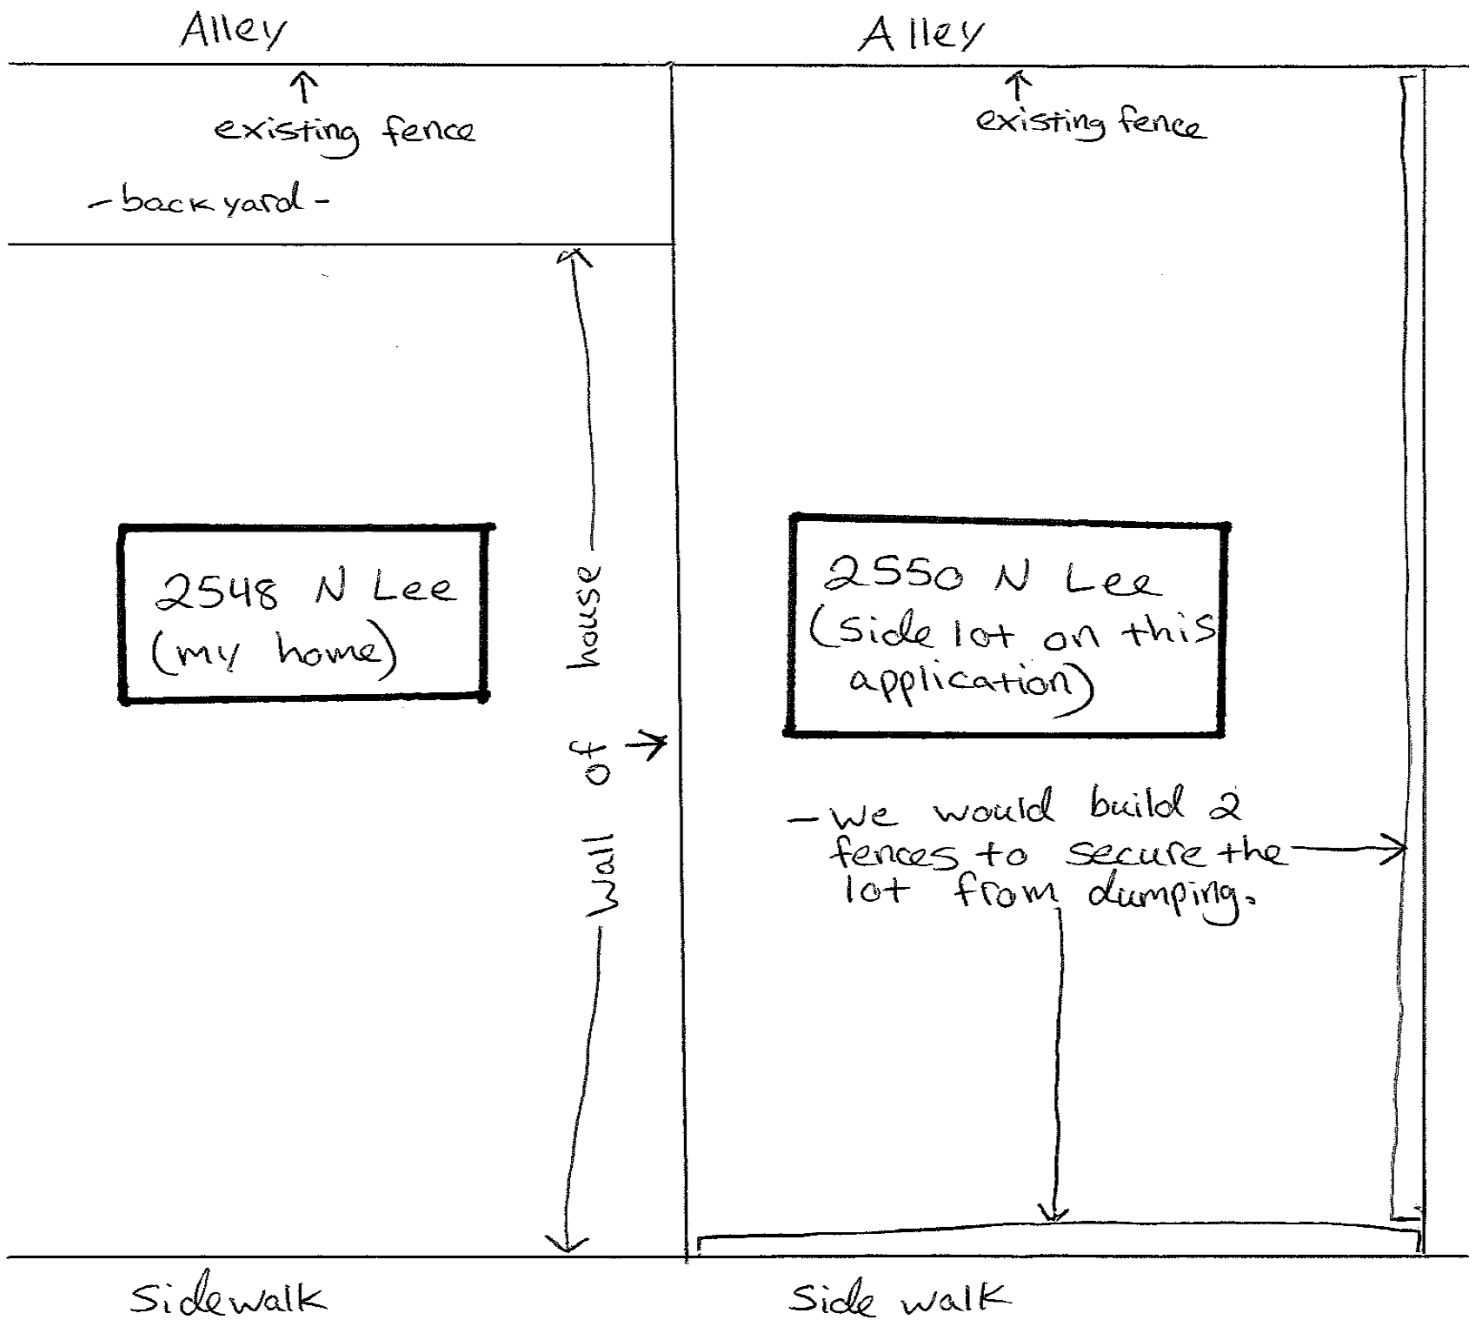 Alley
Alley
existing fence
existing fence
-backyard-
wall of house
2548 N Lee
(my home)
2550 N Lee
(side lot on this
application)
- we would build 2
fences to secure the
lot from dumping.
Sidewalk
Side walk